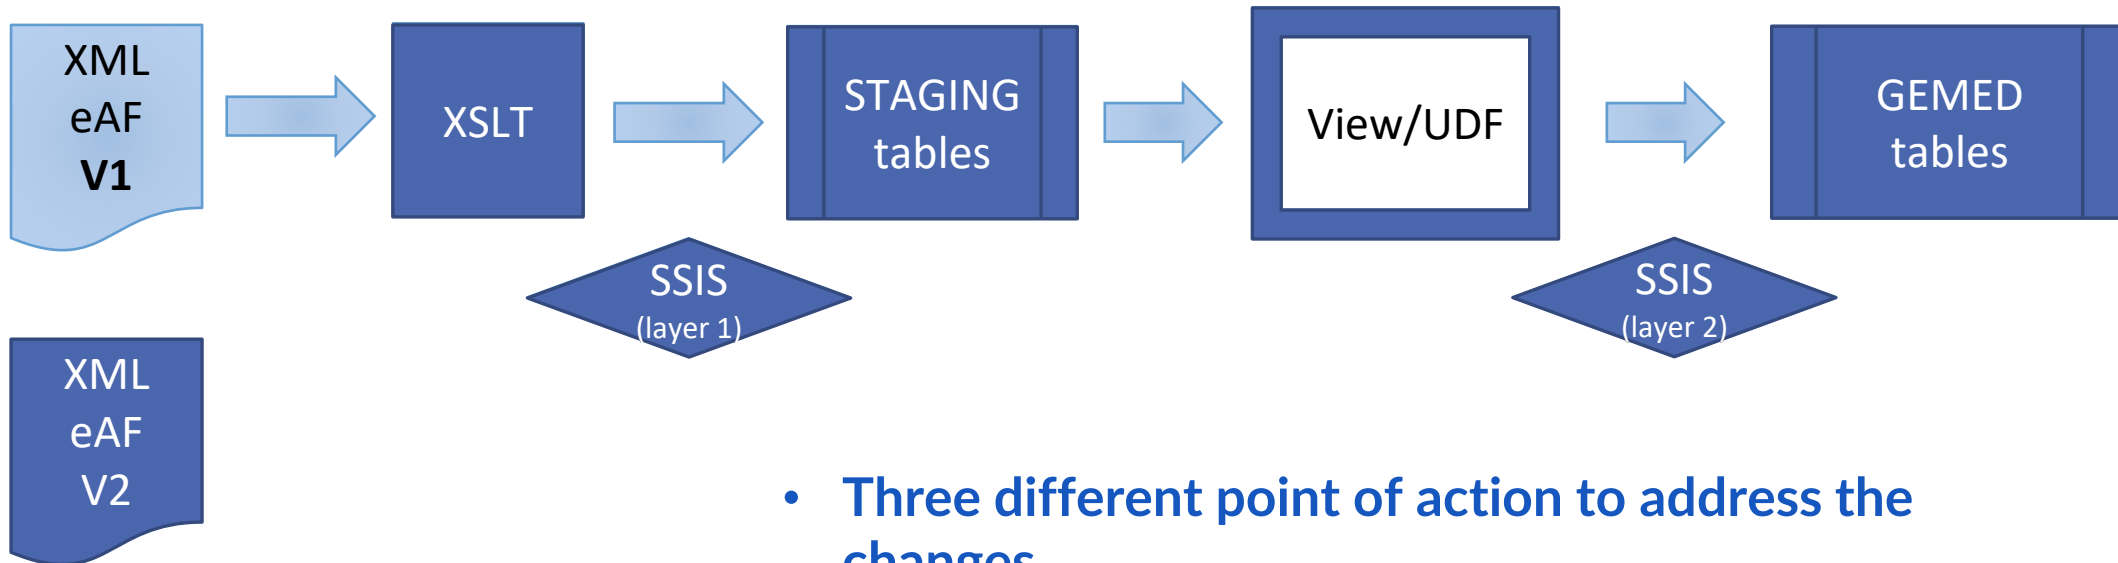 XML
eAF
V1
XSLT
STAGING
tables
View/UDF
GEMED
tables
SSIS
(layer 1)
SSIS
(layer 2)
XML
eAF
V2
• Three different point of action to address the
changes